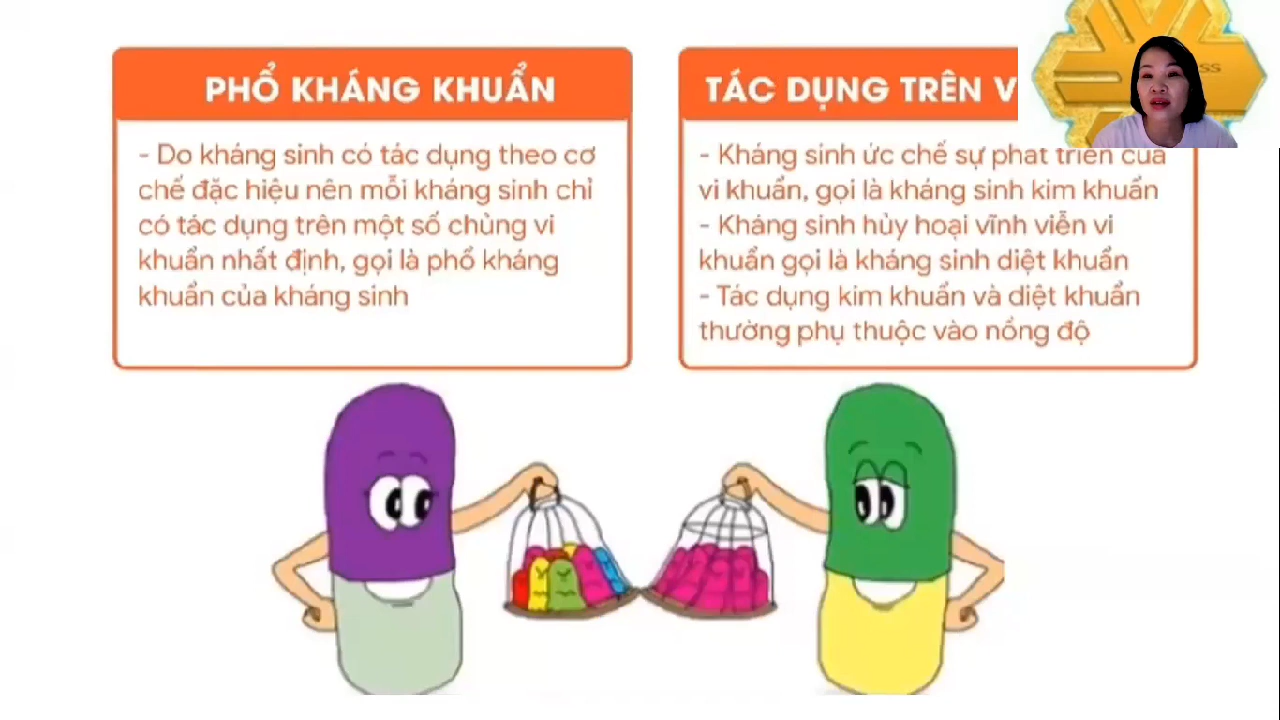 PHỔ KHÁNG KHUẨN
- Do kháng sinh có tác dụng theo cơ
chế đặc hiệu nên mỗi kháng sinh chỉ
có tác dụng trên một số chủng vi
khuẩn nhất định, gọi là phổ kháng
khuẩn của kháng sinh
TÁC DỤNG TRÊN V
- Kháng sinh ức chế sự phát triển của
vi khuẩn, gọi là kháng sinh kìm khuẩn
- Kháng sinh hủy hoại vĩnh viễn vi
khuẩn gọi là kháng sinh diệt khuẩn
- Tác dụng kìm khuẩn và diệt khuẩn
thường phụ thuộc vào nồng độ